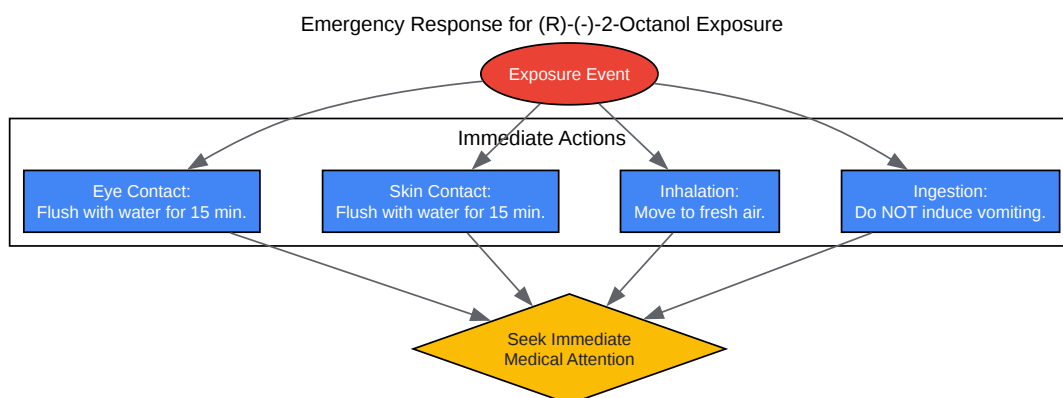 Emergency Response for (R)-(-)-2-Octanol Exposure
Exposure Event
Immediate Actions
Eye Contact:
Flush with water for 15 min.
Skin Contact:
Flush with water for 15 min.
Inhalation:
Move to fresh air.
Ingestion:
Do NOT induce vomiting.
Seek Immediate
Medical Attention